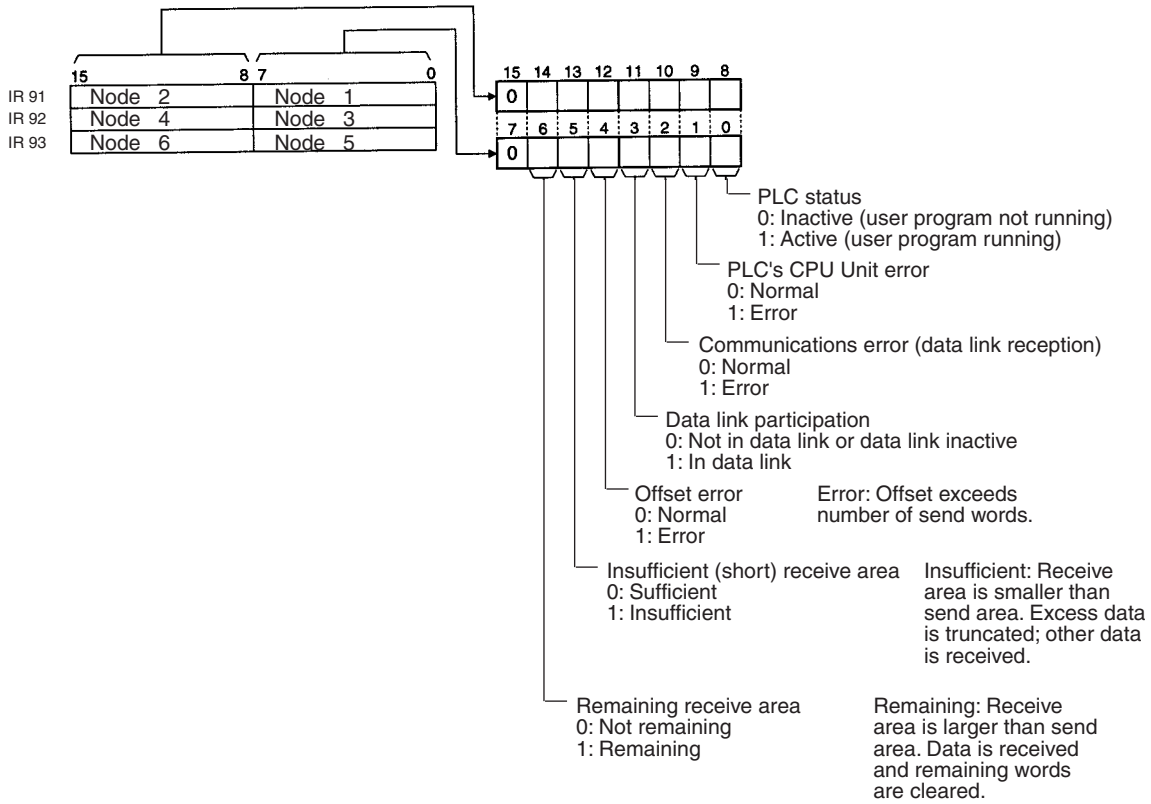 15 8 7 0
IR 91 Node 2 Node 1
IR 92 Node 4 Node 3
IR 93 Node 6 Node 5
15 14 13 12 11 10 9 8
0
7 6 5 4 3 2 1 0
0
PLC status
0: Inactive (user program not running)
1: Active (user program running)
PLC's CPU Unit error
0: Normal
1: Error
Communications error (data link reception)
0: Normal
1: Error
Data link participation
0: Not in data link or data link inactive
1: In data link
Offset error
0: Normal
1: Error
Error: Offset exceeds
number of send words.
Insufficient (short) receive area
0: Sufficient
1: Insufficient
Insufficient: Receive
area is smaller than
send area. Excess data
is truncated; other data
is received.
Remaining receive area
0: Not remaining
1: Remaining
Remaining: Receive
area is larger than send
area. Data is received
and remaining words
are cleared.